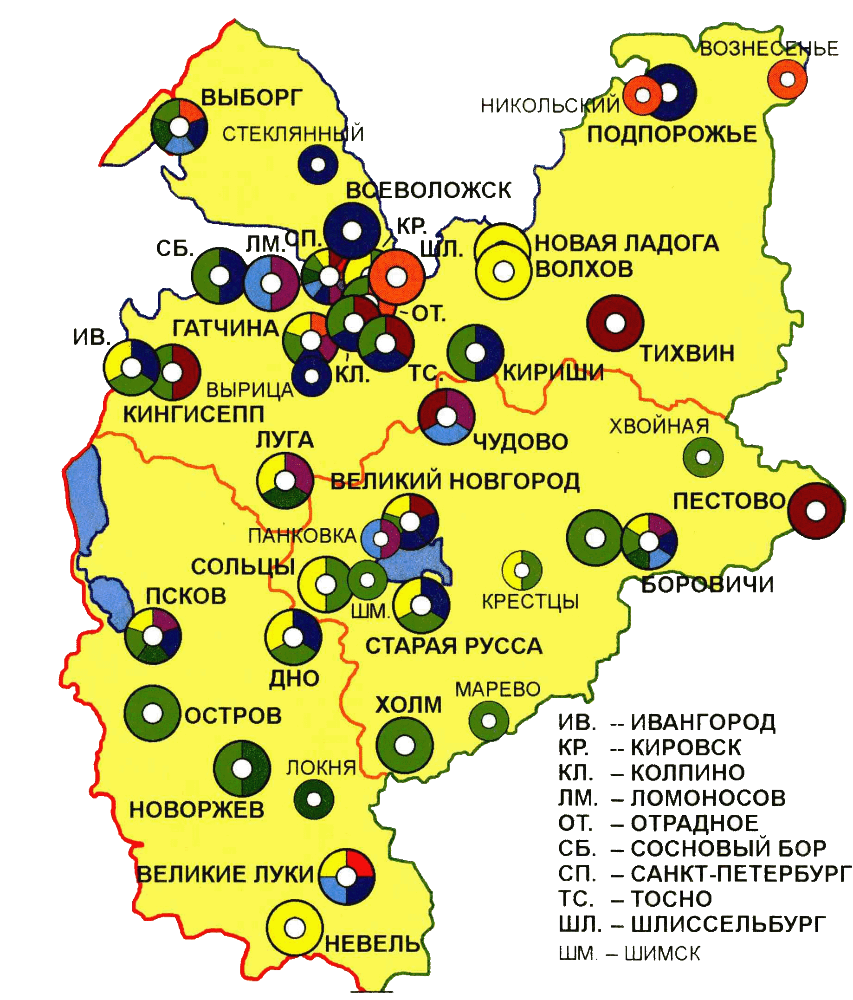 ВОЗНЕСЕНЬЕ
ВЫБОРГ
НИКОЛЬСКИЙ
СТЕКЛЯННЫЙ
ПОДПОРОЖЬЕ
ВСЕВОЛОЖСК
КР.
СП.
ЛМ.
СБ.
ШЛ.
НОВАЯ ЛАДОГА
ВОЛХОВ
ОТ.
ГАТЧИНА
ИВ.
ТИХВИН
КЛ.
ТС.
КИРИШИ
ВЫРИЦА
КИНГИСЕПП
ХВОЙНАЯ
ЛУГА
ЧУДОВО
ВЕЛИКИЙ НОВГОРОД
ПЕСТОВО
ПАНКОВКА
СОЛЬЦЫ
БОРОВИЧИ
ПСКОВ
КРЕСТЦЫ
ШМ.
СТАРАЯ РУССА
ДНО
МАРЕВО
ХОЛМ
ОСТРОВ
ЛОКНЯ
НОВОРЖЕВ
ВЕЛИКИЕ ЛУКИ
НЕВЕЛЬ
ИВ. -- ИВАНГОРОД
КР. -- КИРОВСК
КЛ. – КОЛПИНО
ЛМ. – ЛОМОНОСОВ
ОТ. – ОТРАДНОЕ
СБ. – СОСНОВЫЙ БОР
СП. – САНКТ-ПЕТЕРБУРГ
ТС. – ТОСНО
ШЛ. – ШЛИССЕЛЬБУРГ
ШМ. – ШИМСК